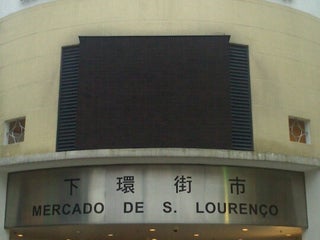 下環街市
MERCADO DE S. LOURENÇO